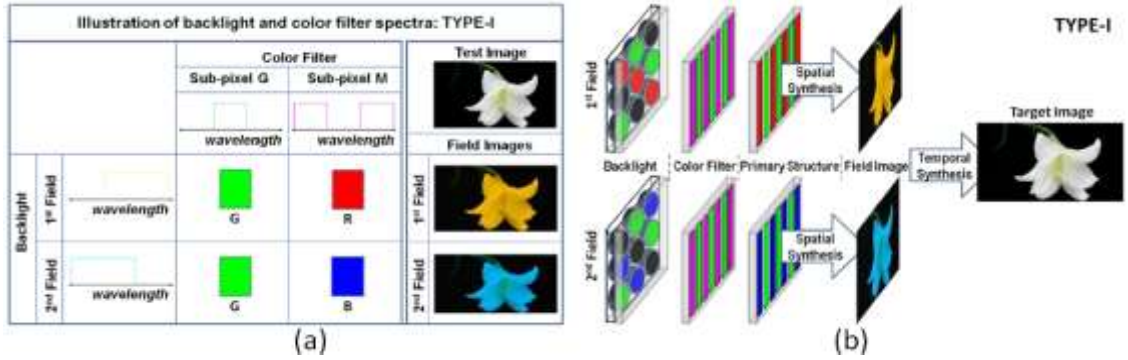 Illustration of backlight and color filter spectra: TYPE-I
Color Filter
Test Image
Sub-pixel G
Sub-pixel M
wavelength
wavelength
Field Images
Backlight
1st Field
wavelength
G
R
1st Field
2nd Field
wavelength
G
B
2nd Field
(a)
TYPE-I
1st Field
Spatial
Synthesis
Target Image
Backlight
Color Filter
Primary Structure
Field Image
Temporal
Synthesis
2nd Field
Spatial
Synthesis
(b)